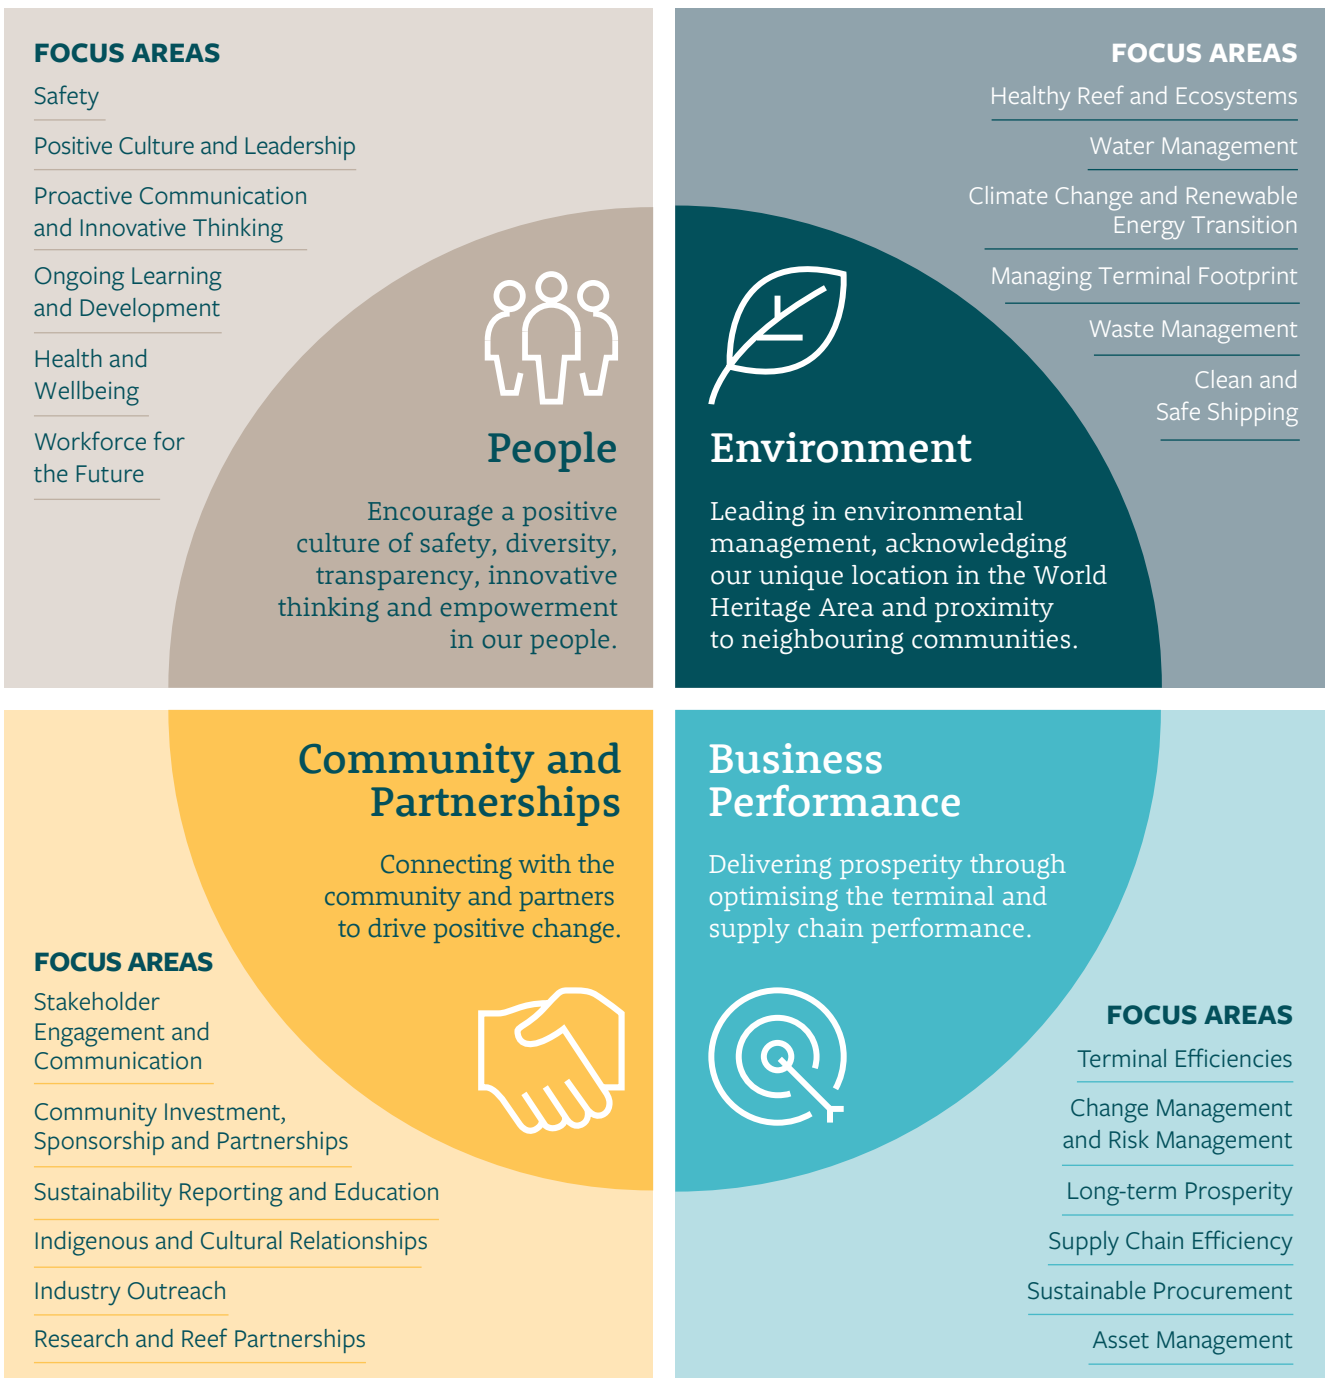 FOCUS AREAS
Safety
Positive Culture and Leadership
Proactive Communication
and Innovative Thinking
Ongoing Learning
and Development
Health and
Wellbeing
Workforce for
the Future
People
Encourage a positive
culture of safety, diversity,
transparency, innovative
thinking and empowerment
in our people.
FOCUS AREAS
Healthy Reef and Ecosystems
Water Management
Climate Change and Renewable
Energy Transition
Managing Terminal Footprint
Waste Management
Clean and
Safe Shipping
Environment
Leading in environmental
management, acknowledging
our unique location in the World
Heritage Area and proximity
to neighbouring communities.
Community and
Partnerships
Connecting with the
community and partners
to drive positive change.
FOCUS AREAS
Stakeholder
Engagement and
Communication
Community Investment,
Sponsorship and Partnerships
Sustainability Reporting and Education
Indigenous and Cultural Relationships
Industry Outreach
Research and Reef Partnerships
Business
Performance
Delivering prosperity through
optimising the terminal and
supply chain performance.
FOCUS AREAS
Terminal Efficiencies
Change Management
and Risk Management
Long-term Prosperity
Supply Chain Efficiency
Sustainable Procurement
Asset Management